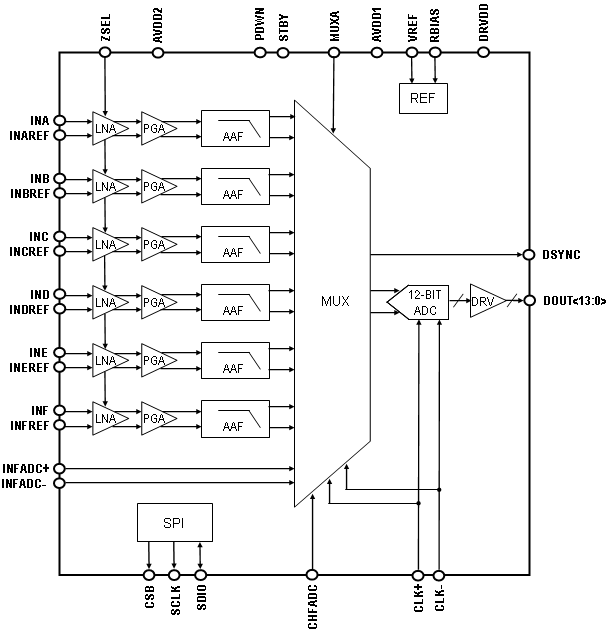 ZSEL
AVDD2
PDWN
STBY
MUXA
AVDD1
VREF
RBIAS
DRVDD
REF
INA
INAREF
LNA
PGA
AAF
INB
INBREF
LNA
PGA
AAF
INC
INCREF
LNA
PGA
AAF
IND
INDREF
LNA
PGA
AAF
INE
INEREF
LNA
PGA
AAF
INF
INFREF
LNA
PGA
AAF
INFADC+
INFADC-
MUX
12-BIT
ADC
DRV
DSYNC
DOUT<13:0>
SPI
CSB
SCLK
SDIO
CHFADC
CLK+
CLK-